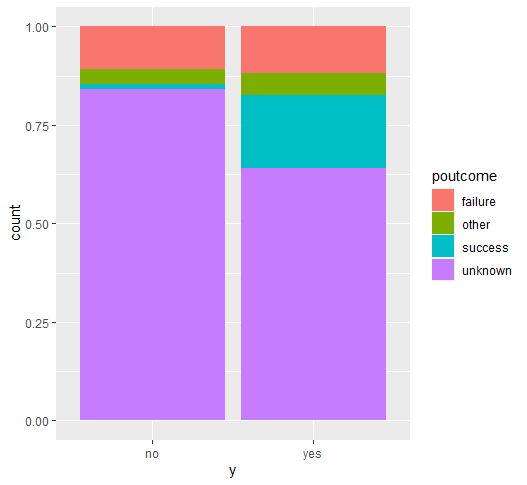 1.00
0.75
0.50
0.25
0.00
count
no yes
y
poutcome
failure
other
success
unknown